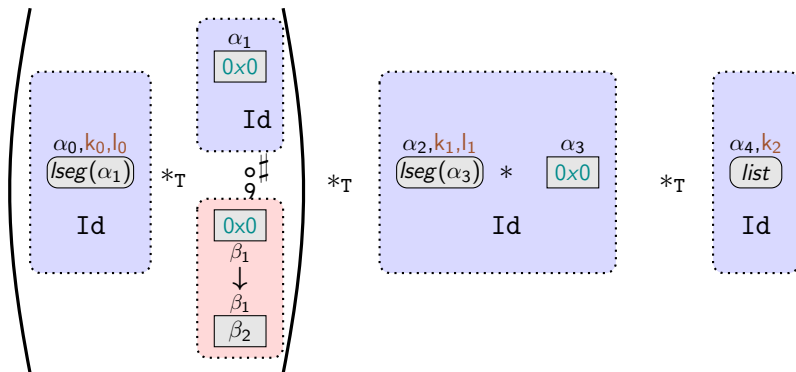 α₁
0x0
Id
α₀,k₀,l₀
lseg(α₁)
Id
*T
⨟
0x0
β₁
↓
β₁
β₂
*T
α₂,k₁,l₁
lseg(α₃)
*
α₃
0x0
Id
*T
α₄,k₂
list
Id